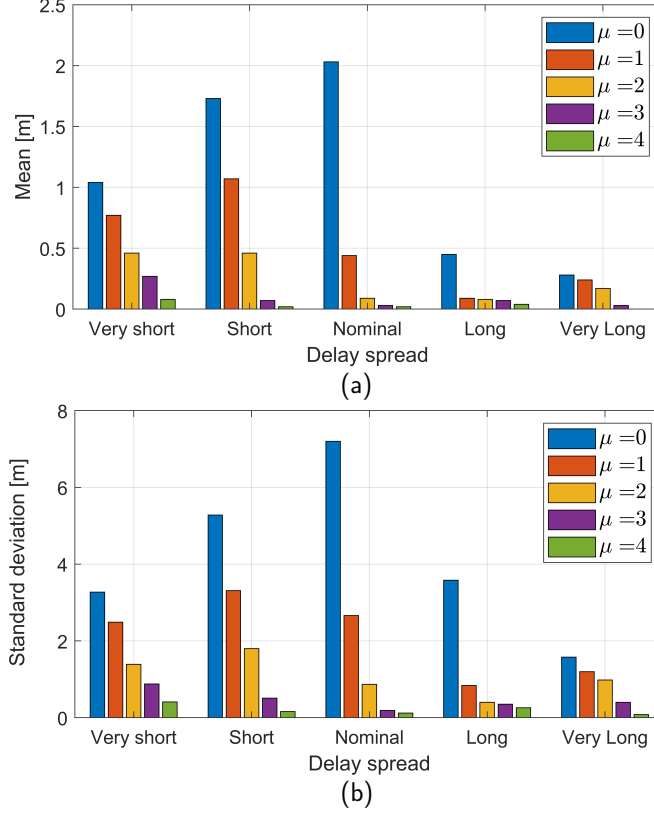 2.5
2
1.5
1
0.5
0
Mean [m]
μ =0
μ =1
μ =2
μ =3
μ =4
Very short Short Nominal Long Very Long
Delay spread
(a)
8
6
4
2
0
Standard deviation [m]
μ =0
μ =1
μ =2
μ =3
μ =4
Very short Short Nominal Long Very Long
Delay spread
(b)